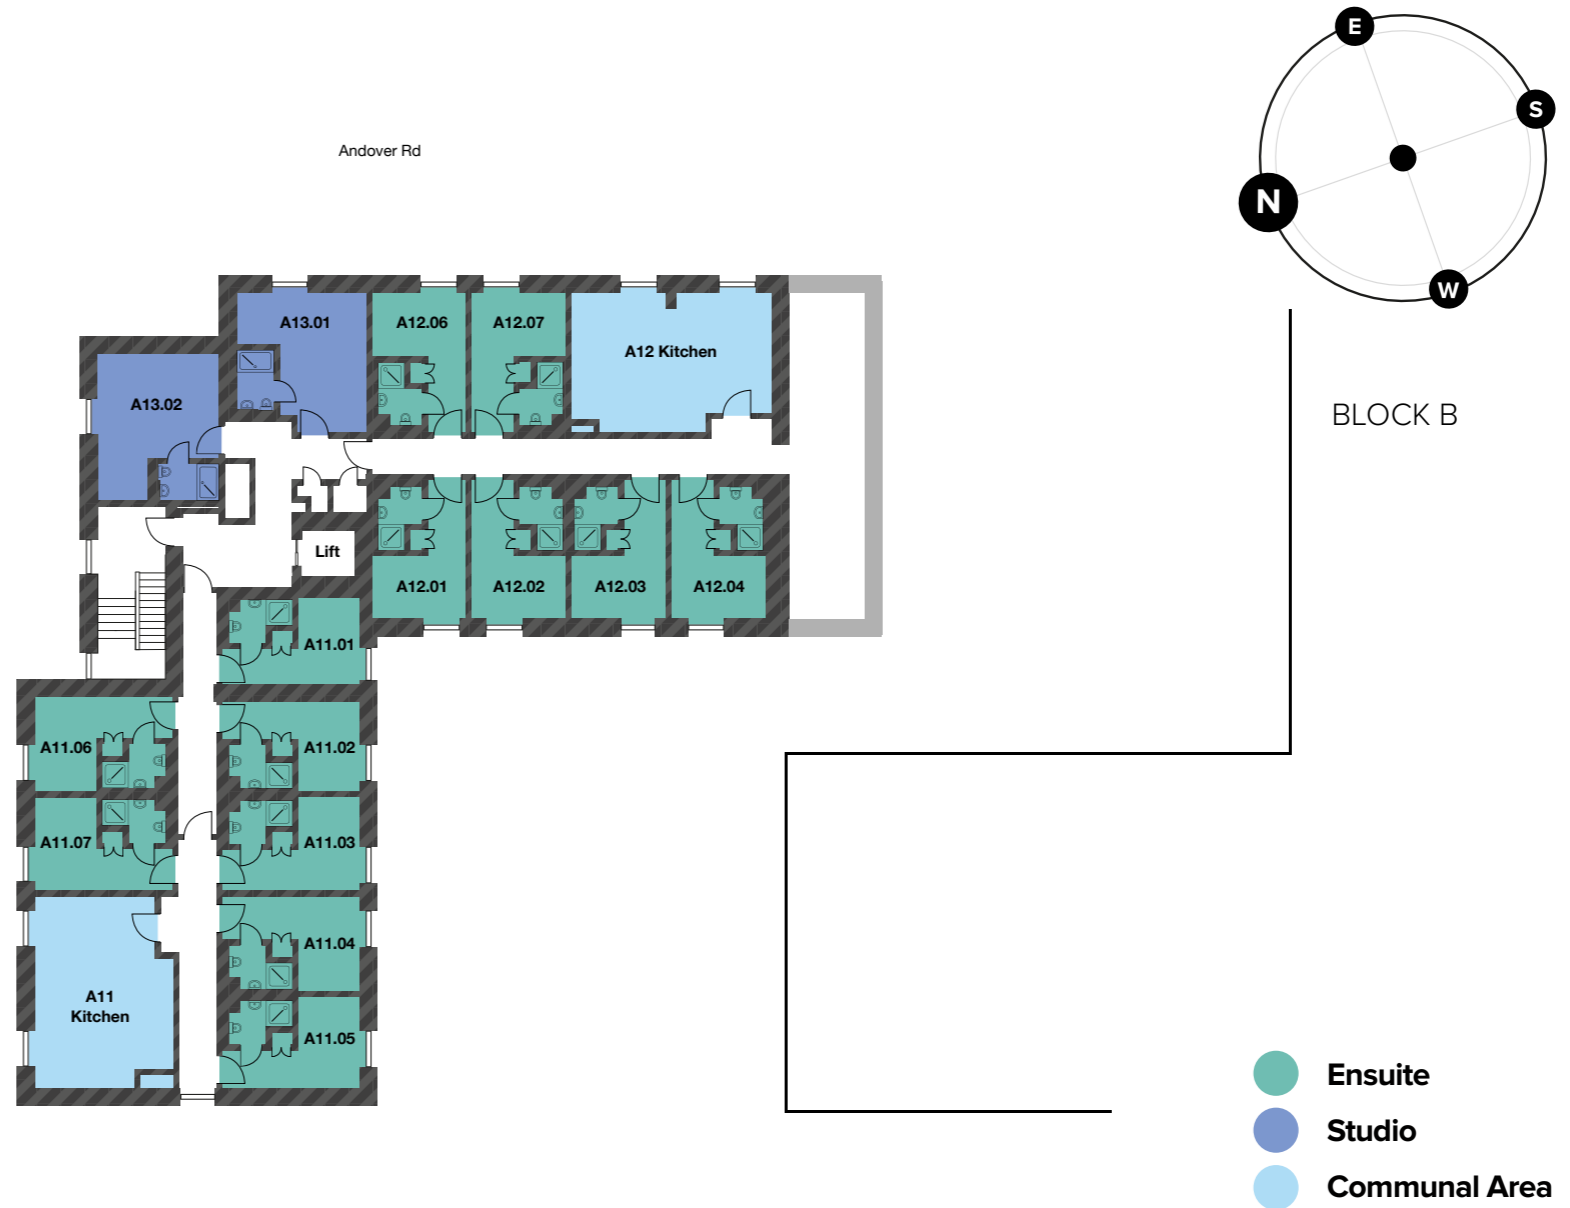 E
S
N
W
Andover Rd
A13.01
A12.06
A12.07
A12 Kitchen
A13.02
BLOCK B
Lift
A12.01
A12.02
A12.03
A12.04
A11.01
A11.06
A11.02
A11.07
A11.03
A11.04
A11
Kitchen
A11.05
Ensuite
Studio
Communal Area